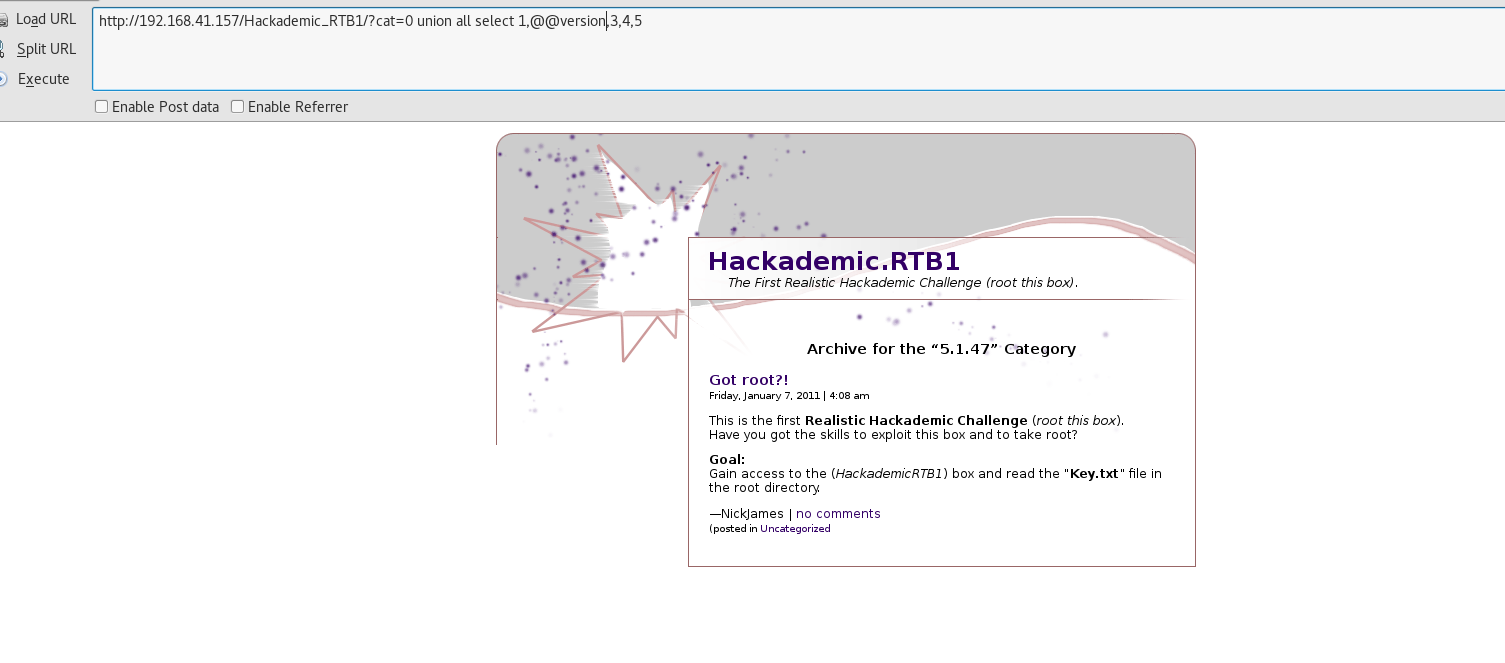 Load URL
http://192.168.41.157/Hackademic_RTB1/?cat=0 union all select 1,@@version,3,4,5
Split URL
Execute
Enable Post data Enable Referrer
Hackademic.RTB1
The First Realistic Hackademic Challenge (root this box).
Archive for the “5.1.47” Category
Got root?!
Friday, January 7, 2011 | 4:08 am
This is the first Realistic Hackademic Challenge (root this box).
Have you got the skills to exploit this box and to take root?
Goal:
Gain access to the (HackademicRTB1) box and read the "Key.txt" file in
the root directory.
—NickJames | no comments
(posted in Uncategorized